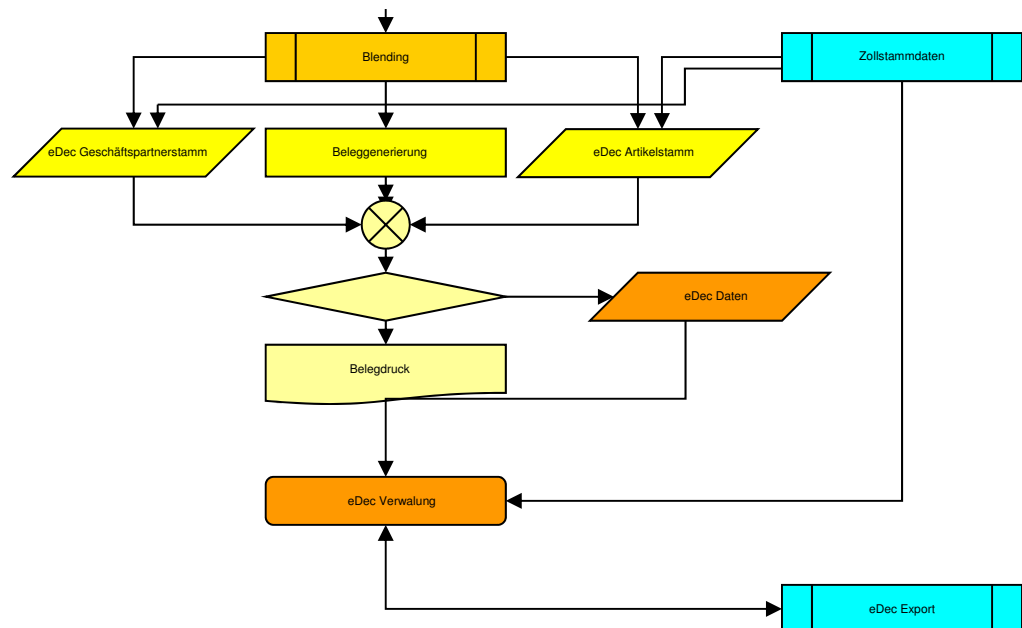 Blending
Zollstammdaten
eDec Geschäftspartnerstamm
Beleggenerierung
eDec Artikelstamm
eDec Daten
Belegdruck
eDec Verwalung
eDec Export